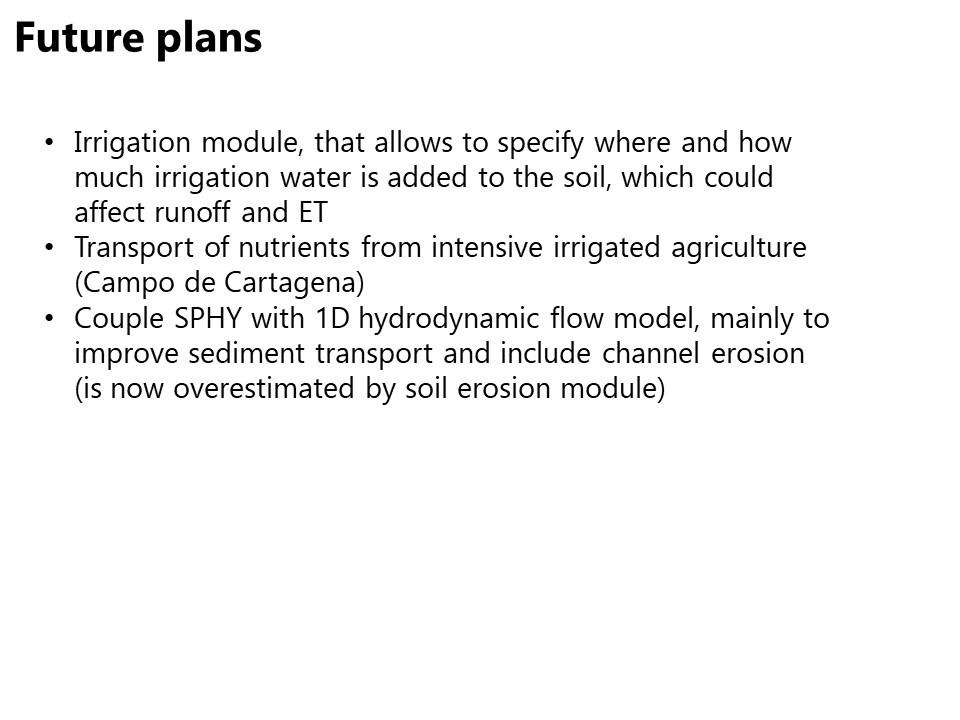 Future plans
• Irrigation module, that allows to specify where and how
much irrigation water is added to the soil, which could
affect runoff and ET
• Transport of nutrients from intensive irrigated agriculture
(Campo de Cartagena)
• Couple SPHY with 1D hydrodynamic flow model, mainly to
improve sediment transport and include channel erosion
(is now overestimated by soil erosion module)